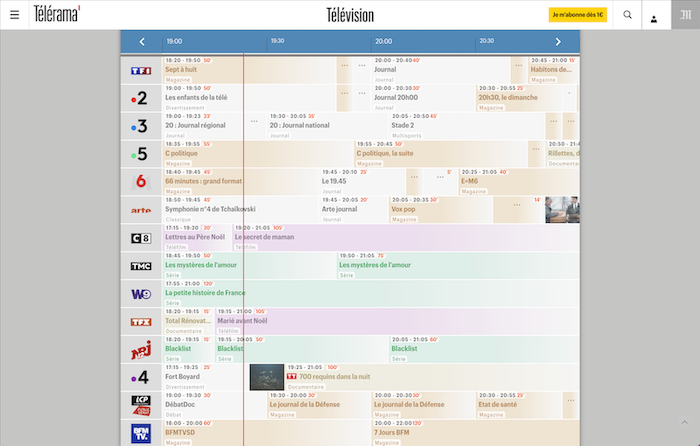 Télérama'
Télévision
Je m'abonne dès 1€
M
19:00 19:30 20:00 20:30
TF1
18:20 - 19:50 50' 20:00 - 20:40 40' 20:45 - 21:00 15'
Sept à huit Journal Habitons de...
Magazine Journal Magazine
2
19:00 - 19:50 50' 20:00 - 20:30 30' 20:30 - 20:55 25'
Les enfants de la télé Journal 20h00 20h30, le dimanche
Divertissement Journal Magazine
3
19:00 - 19:23 23' 19:30 - 20:05 35' 20:05 - 20:50 45'
20 : Journal régional 20 : Journal national Stade 2
Journal Journal Multisports
5
18:35 - 19:55 55' 19:55 - 20:50 55' 20:50 - 21:4
C politique C politique, la suite Rillettes, d
Magazine Magazine Magazine
6
18:40 - 19:45 45' 19:45 - 20:10 25' 5' 20:25 - 21:05 40'
66 minutes : grand format Le 19.45 E=M6
Magazine Journal Magazine
arte
18:50 - 19:45 45' 19:45 - 20:05 20' 20:05 - 20:35 30' 14'
Symphonie n°4 de Tchaïkovski Arte journal Vox pop
Classique Journal Magazine
C8
17:15 - 19:20 20' 19:20 - 21:05 105'
Lettres au Père Noël Le secret de maman
Téléfilm Téléfilm
TMC
18:45 - 19:50 50' 19:50 - 21:05 75'
Les mystères de l'amour Les mystères de l'amour
Série Série
W9
17:55 - 21:00 120'
La petite histoire de France
Série
TFX
18:20 - 19:15 15' 19:15 - 21:00 105'
Total Rénovat... Marié avant Noël
Documentaire Téléfilm
NRJ
18:20 - 19:15 15' 19:15 - 20:05 50' 20:05 - 21:05 60'
Blacklist Blacklist Blacklist
Série Série Série
4
17:15 - 19:25 25' 19:25 - 21:05 100'
Fort Boyard TT 700 requins dans la nuit
Divertissement Documentaire
LCP
19:00 - 19:30 30' 19:30 - 20:00 30' 20:00 - 20:30 30' 20:30 - 20:55 25'
DébatDoc Le journal de la Défense Le journal de la Défense Etat de santé
Débat Magazine Magazine Magazine
BFM TV.
18:00 - 20:00 60' 20:00 - 22:00 120'
BFMTVSD 7 Jours BFM
Magazine Magazine